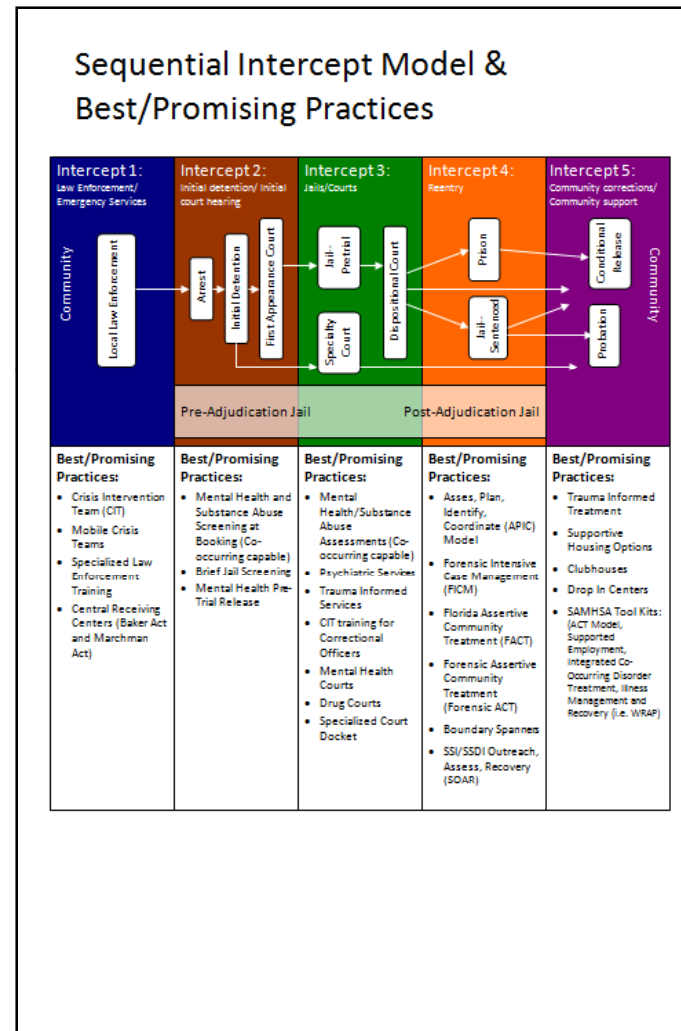 Sequential Intercept Model &
Best/Promising Practices
Intercept 1:
Law Enforcement/
Emergency Services
Community
Local Law Enforcement
Intercept 2:
Initial detention/ Initial
court hearing
Arrest
Initial Detention
First Appearance Court
Intercept 3:
Jails/Courts
Jail--
Pretrial
Specialty
Court
Dispositional Court
Intercept 4:
Reentry
Prison
Jail--
Sentenced
Intercept 5:
Community corrections/
Community support
Conditional
Release
Probation
Community
Pre-Adjudication Jail
Post-Adjudication Jail
Best/Promising
Practices:
• Crisis Intervention
Team (CIT)
• Mobile Crisis
Teams
• Specialized Law
Enforcement
Training
• Central Receiving
Centers (Baker Act
and Marchman
Act)
Best/Promising
Practices:
• Mental Health and
Substance Abuse
Screening at
Booking (Co-
occurring capable)
• Brief Jail Screening
• Mental Health Pre-
Trial Release
Best/Promising
Practices:
• Mental
Health/Substance
Abuse
Assessments (Co-
occurring capable)
• Psychiatric Services
• Trauma Informed
Services
• CIT training for
Correctional
Officers
• Mental Health
Courts
• Drug Courts
• Specialized Court
Docket
Best/Promising
Practices:
• Asses, Plan,
Identify,
Coordinate (APIC)
Model
• Forensic Intensive
Case Management
(FICM)
• Florida Assertive
Community
Treatment (FACT)
• Forensic Assertive
Community
Treatment
(Forensic ACT)
• Boundary Spanners
• SSI/SSDI Outreach,
Assess, Recovery
(SOAR)
Best/Promising
Practices:
• Trauma Informed
Treatment
• Supportive
Housing Options
• Clubhouses
• Drop In Centers
• SAMHSA Tool Kits:
(ACT Model,
Supported
Employment,
Integrated Co-
Occurring Disorder
Treatment, Illness
Management and
Recovery (i.e. WRAP)